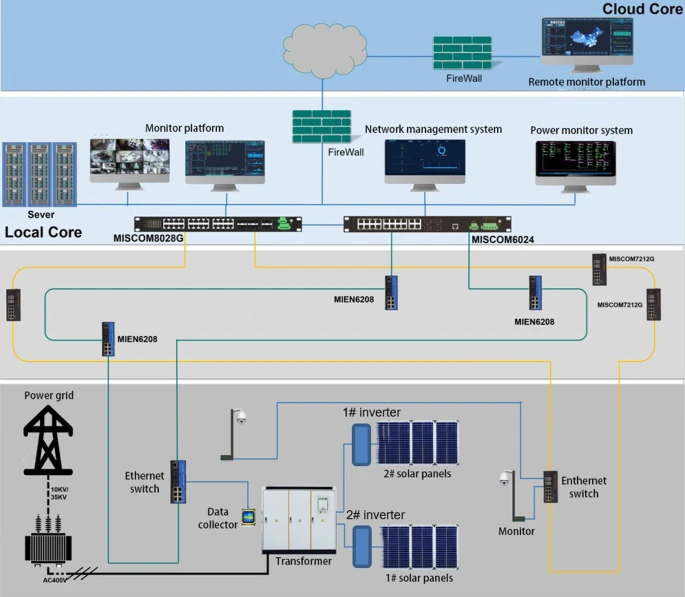 Cloud Core
FireWall
Remote monitor platform
Monitor platform
Network management system
Power monitor system
FireWall
Sever
Local Core
MISCOM8028G
MISCOM6024
MISCOM7212G
MIEN6208
MISCOM7212G
MIEN6208
MIEN6208
Power grid
1# inverter
10KV/
35KV
Ethernet
switch
2# solar panels
Enthernet
switch
Data
collector
2# inverter
Monitor
Transformer
AC400V
1# solar panels